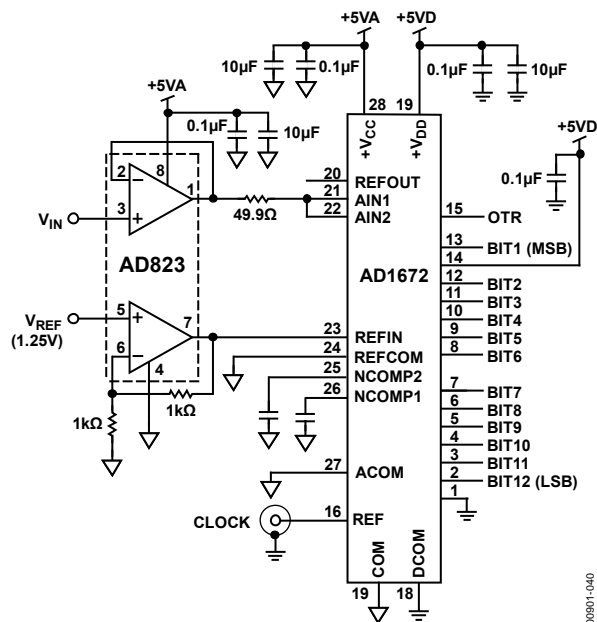 +5VA
+5VD
10µF
0.1µF
0.1µF
10µF
+5VA
28
19
+VCC
+VDD
+5VD
0.1µF
10µF
0.1µF
2
8
1
20
REFOUT
21
AIN1
22
AIN2
VIN
3
49.9Ω
15
OTR
13
BIT1 (MSB)
14
AD823
AD1672
12
BIT2
11
BIT3
10
BIT4
9
BIT5
8
BIT6
VREF
(1.25V)
5
7
6
4
23
REFIN
24
REFCOM
25
NCOMP2
26
NCOMP1
1kΩ
1kΩ
7
BIT7
6
BIT8
5
BIT9
4
BIT10
3
BIT11
2
BIT12 (LSB)
1
27
ACOM
CLOCK
16
REF
COM
DCOM
19
18
00901-040